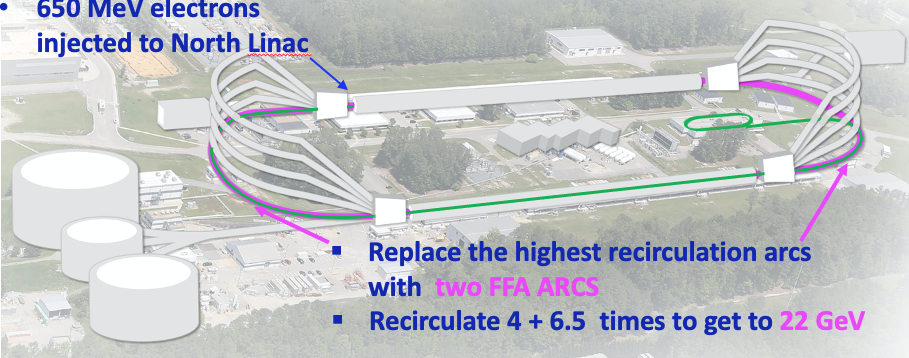 • 650 MeV electrons
injected to North Linac
▪ Replace the highest recirculation arcs
with two FFA ARCS
▪ Recirculate 4 + 6.5 times to get to 22 GeV